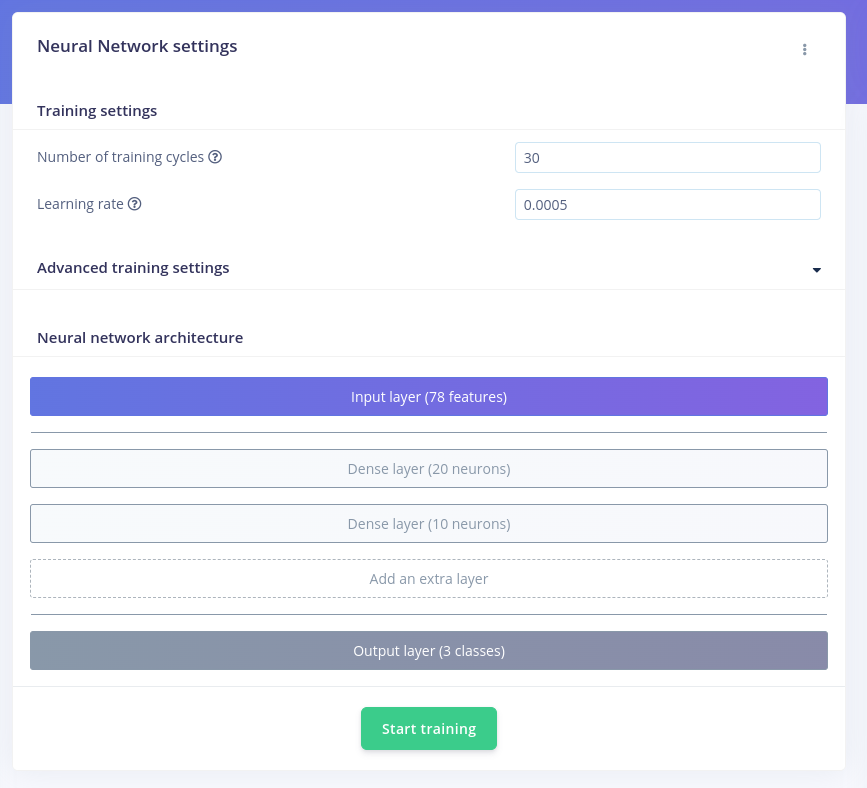 Neural Network settings
Training settings
Number of training cycles
30
Learning rate
0.0005
Advanced training settings
Neural network architecture
Input layer (78 features)
Dense layer (20 neurons)
Dense layer (10 neurons)
Add an extra layer
Output layer (3 classes)
Start training